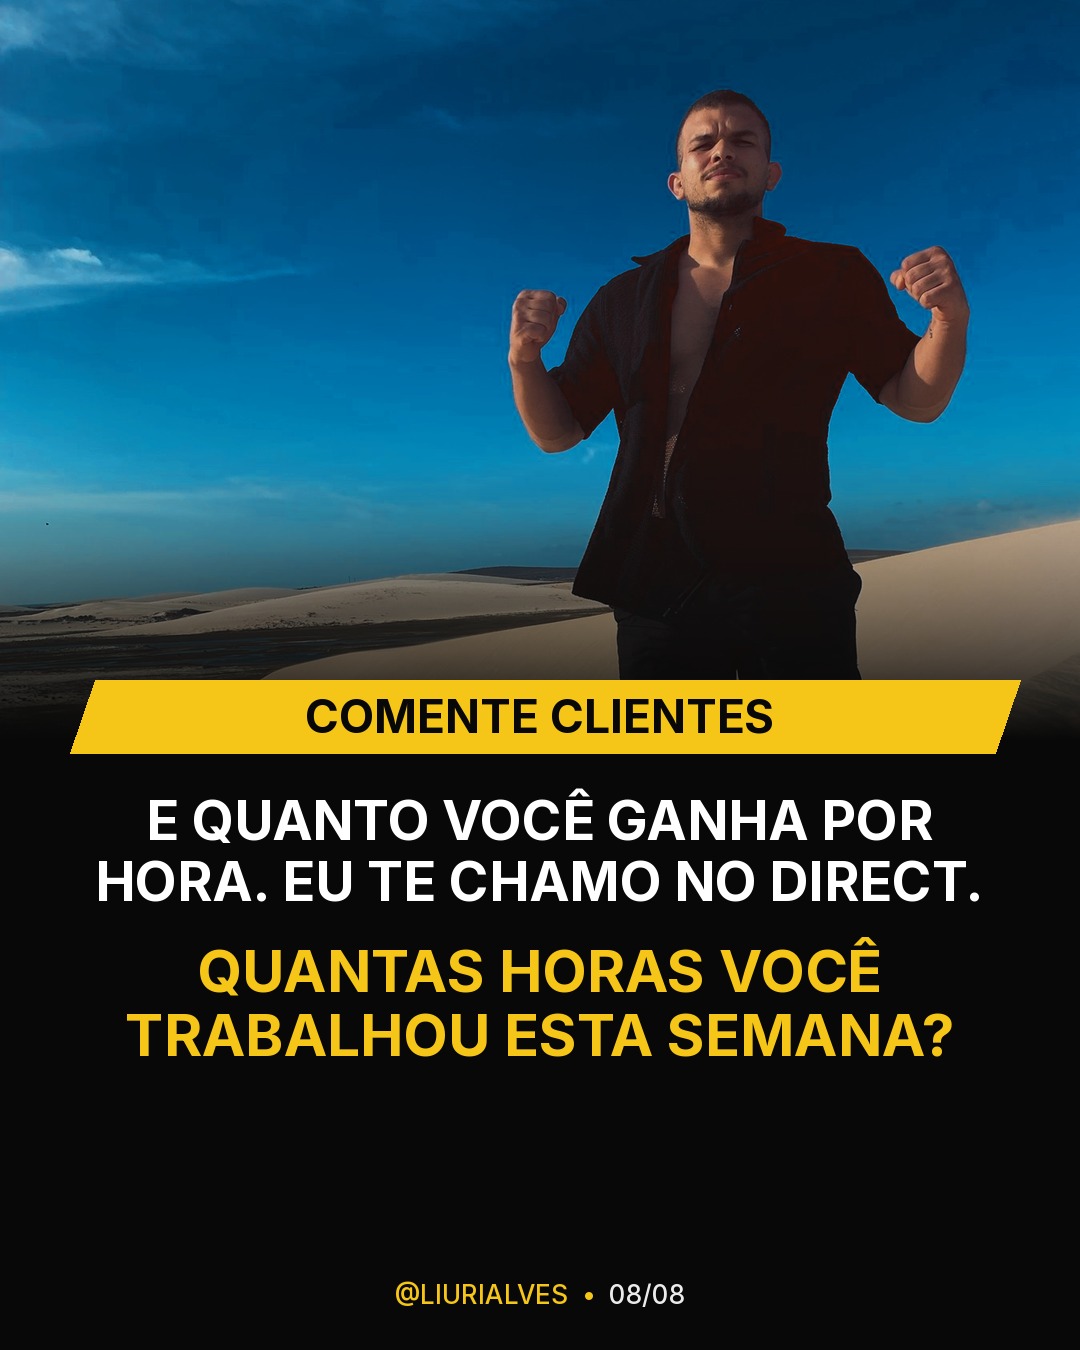 COMENTE CLIENTES
E QUANTO VOCÊ GANHA POR
HORA. EU TE CHAMO NO DIRECT.
QUANTAS HORAS VOCÊ
TRABALHOU ESTA SEMANA?
@LIURIALVES • 08/08